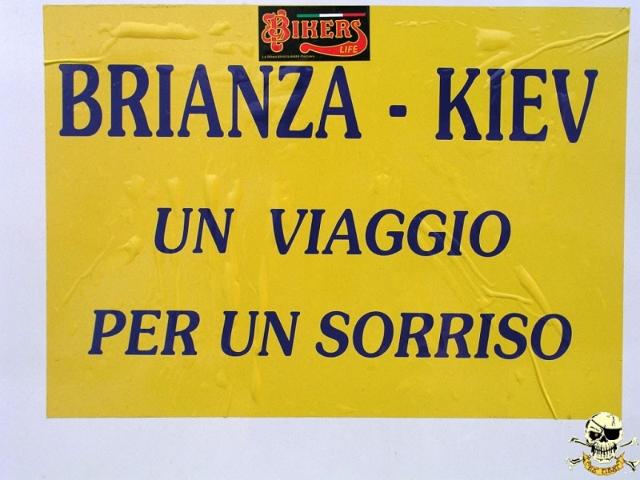 BIKERS
LIFE
BRIANZA - KIEV
UN VIAGGIO
PER UN SORRISO